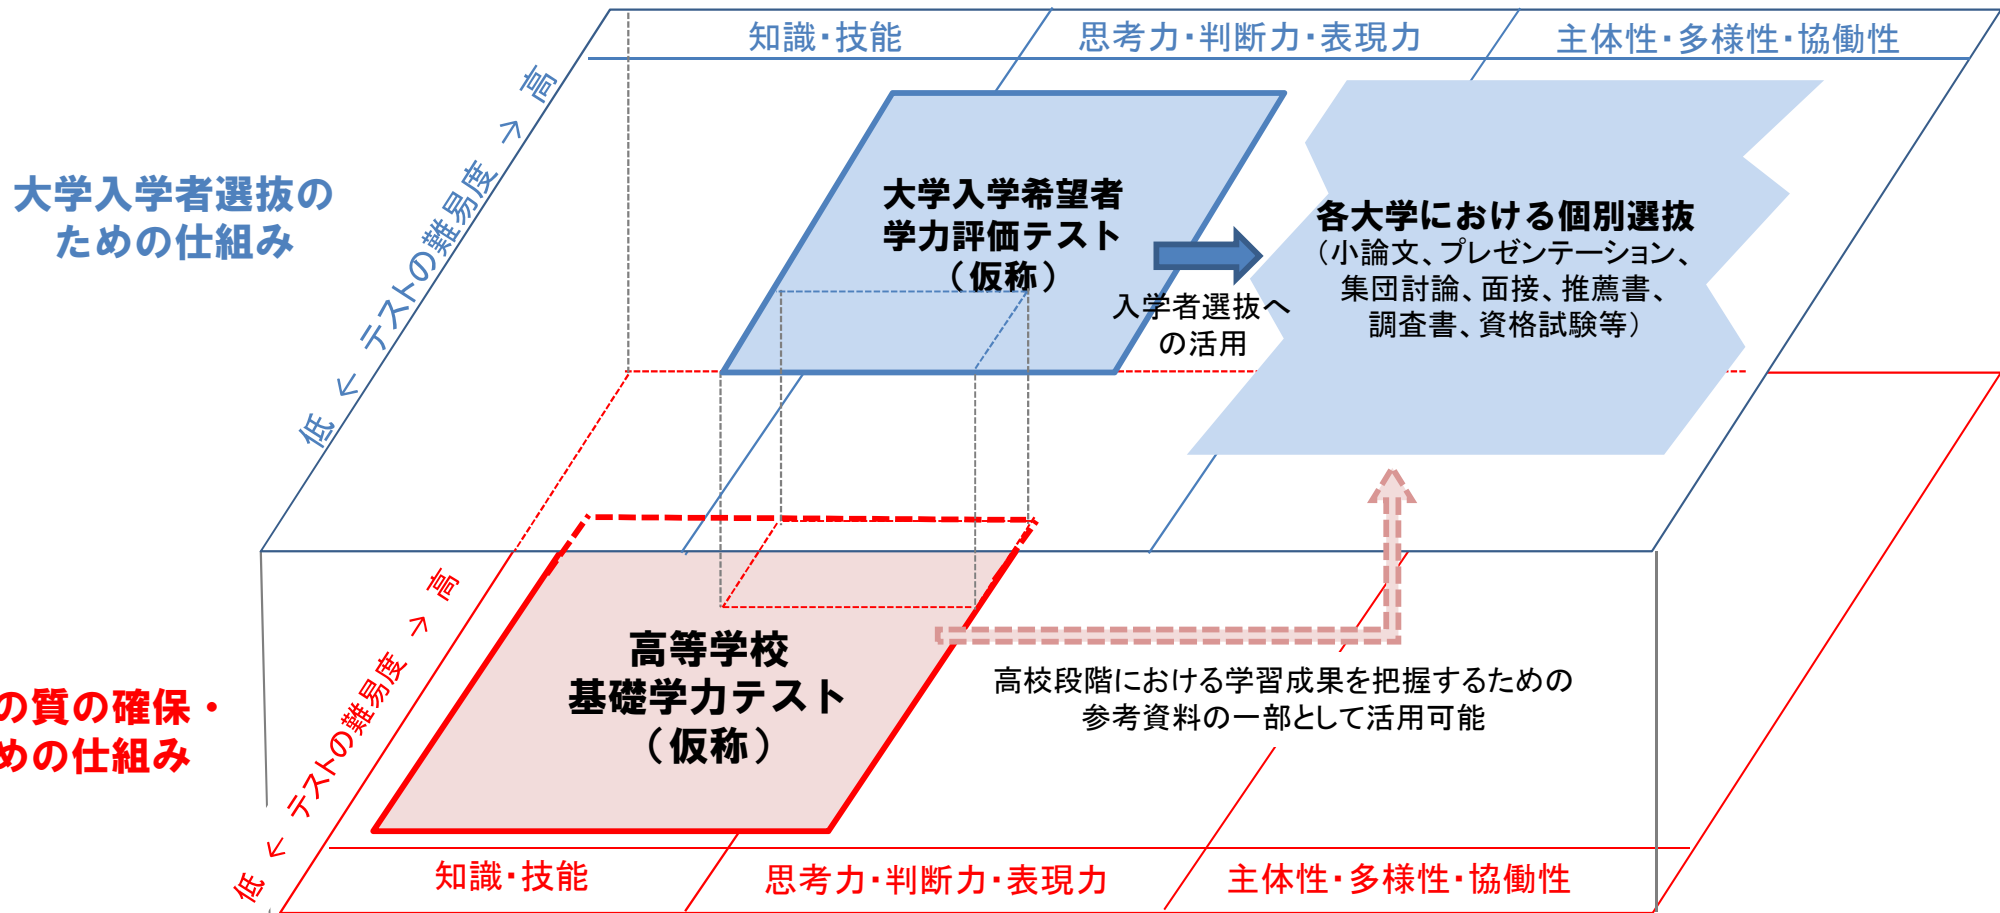 知識・技能
思考力・判断力・表現力
主体性・多様性・協働性
低 ← テストの難易度 → 高
大学入学者選抜の
ための仕組み
大学入学希望者
学力評価テスト
（仮称）
入学者選抜へ
の活用
各大学における個別選抜
（小論文、プレゼンテーション、
集団討論、面接、推薦書、
調査書、資格試験等）
の質の確保・
めの仕組み
低 ← テストの難易度 → 高
高等学校
基礎学力テスト
（仮称）
高校段階における学習成果を把握するための
参考資料の一部として活用可能
知識・技能
思考力・判断力・表現力
主体性・多様性・協働性